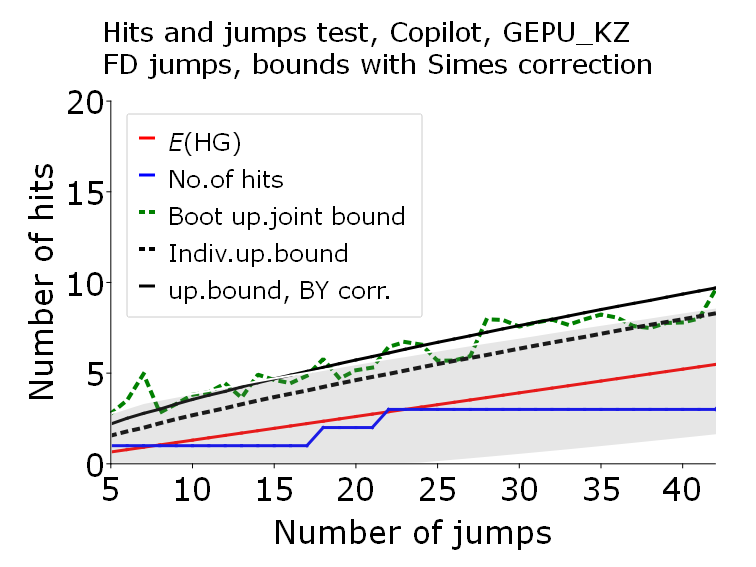 Hits and jumps test, Copilot, GEPU_KZ
FD jumps, bounds with Simes correction
Number of hits
20
15
10
5
0
E(HG)
No.of hits
Boot up.joint bound
Indiv.up.bound
up.bound, BY corr.
5 10 15 20 25 30 35 40
Number of jumps